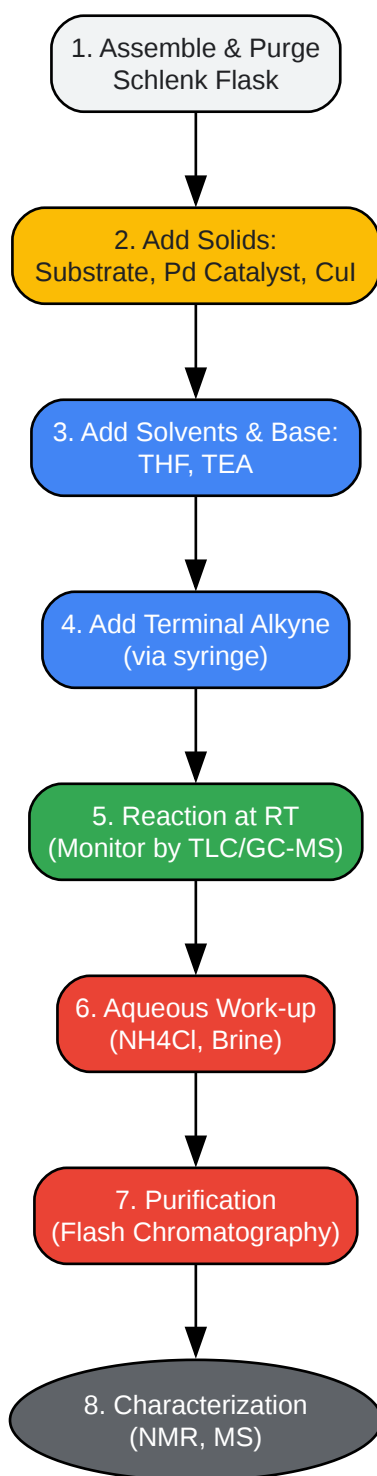 1. Assemble & Purge
Schlenk Flask
2. Add Solids:
Substrate, Pd Catalyst, CuI
3. Add Solvents & Base:
THF, TEA
4. Add Terminal Alkyne
(via syringe)
5. Reaction at RT
(Monitor by TLC/GC-MS)
6. Aqueous Work-up
(NH4Cl, Brine)
7. Purification
(Flash Chromatography)
8. Characterization
(NMR, MS)